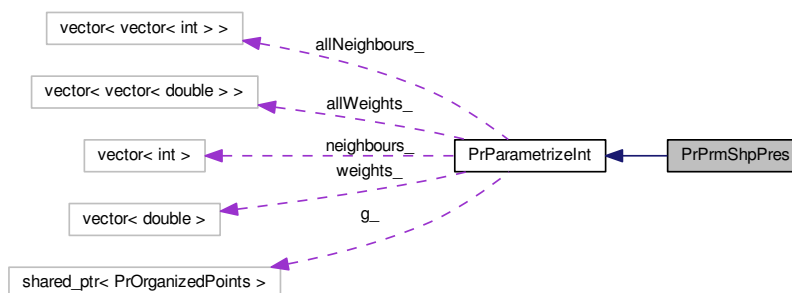 vector< vector< int > >
allNeighbours_
vector< vector< double > >
allWeights_
vector< int >
neighbours_
PrParametrizeInt
PrPrmShpPres
weights_
vector< double >
g_
shared_ptr< PrOrganizedPoints >